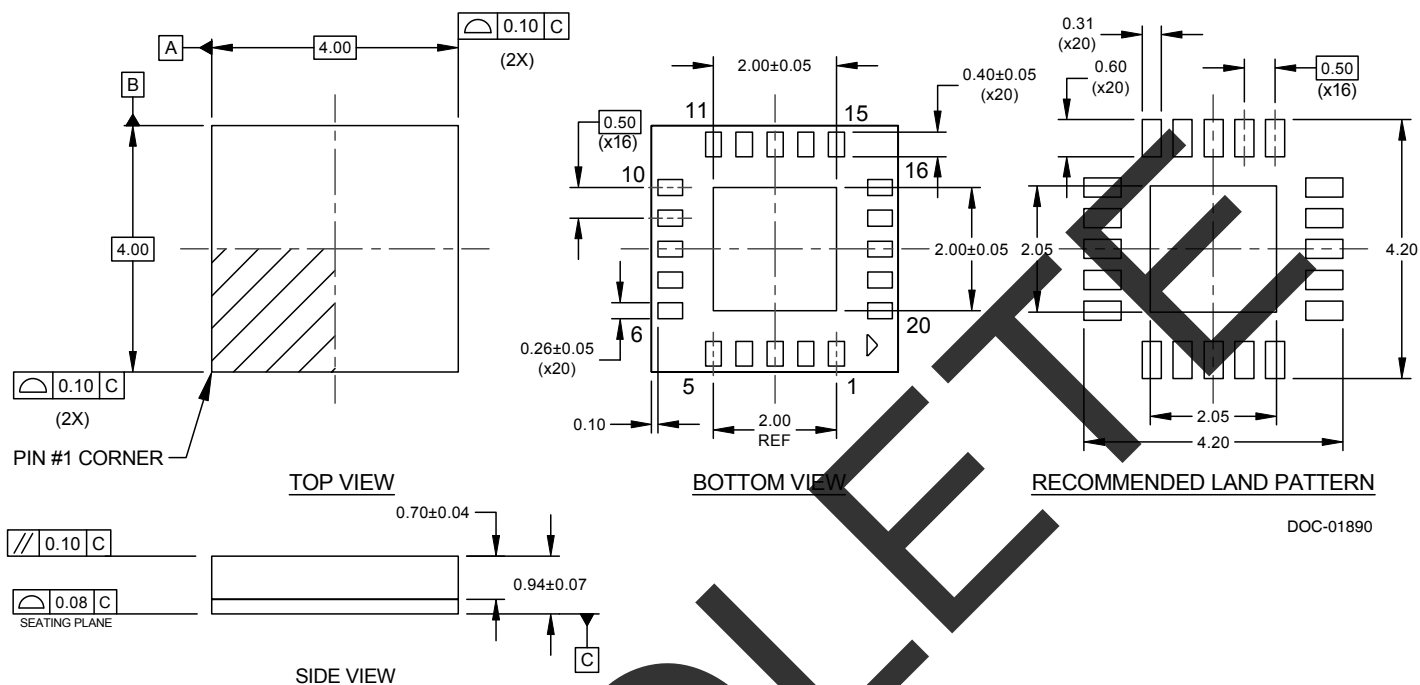 A
4.00
⌓ 0.10 C
(2X)
B
4.00
⌓ 0.10 C
(2X)
PIN #1 CORNER
TOP VIEW
2.00±0.05
0.40±0.05
(x20)
11
15
0.50
(x16)
10
16
2.00±0.05
6
20
0.26±0.05
(x20)
5
1
0.10
2.00
REF
BOTTOM VIEW
0.31
(x20)
0.60
(x20)
0.50
(x16)
2.05
4.20
2.05
4.20
RECOMMENDED LAND PATTERN
DOC-01890
// 0.10 C
0.70±0.04
0.94±0.07
⌓ 0.08 C
SEATING PLANE
C
SIDE VIEW